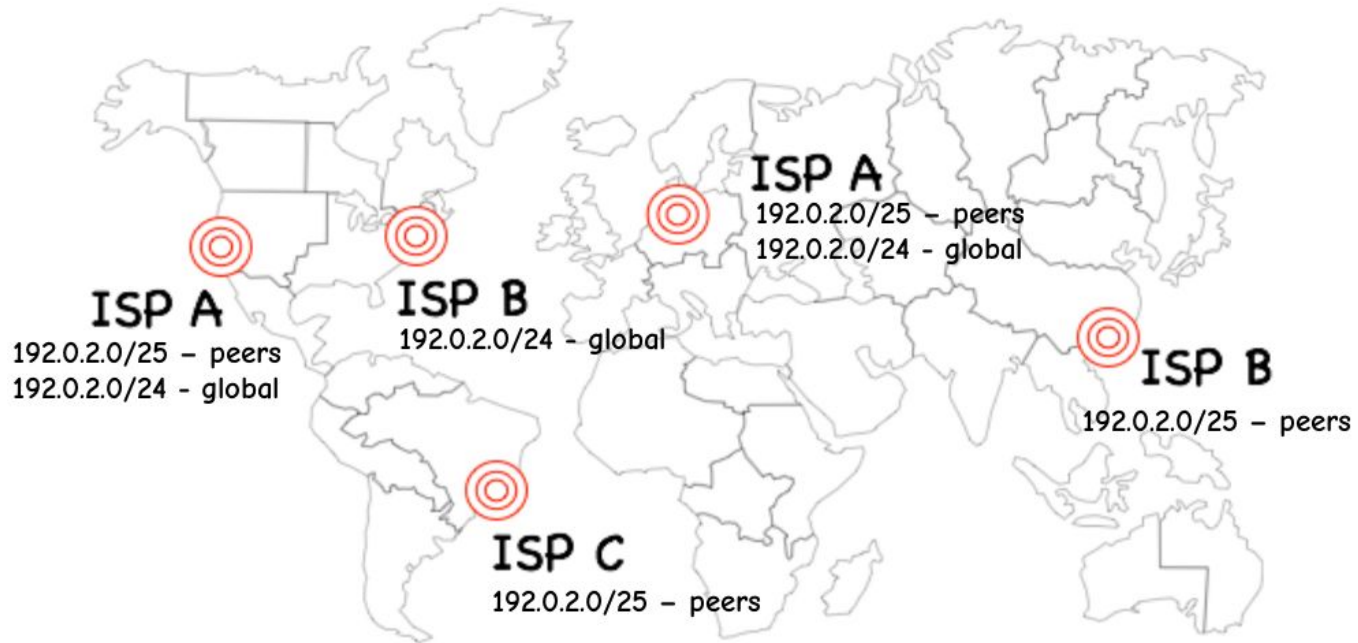 ISP A
192.0.2.0/25 – peers
192.0.2.0/24 - global
ISP B
192.0.2.0/24 - global
ISP A
192.0.2.0/25 – peers
192.0.2.0/24 - global
ISP B
192.0.2.0/25 – peers
ISP C
192.0.2.0/25 – peers